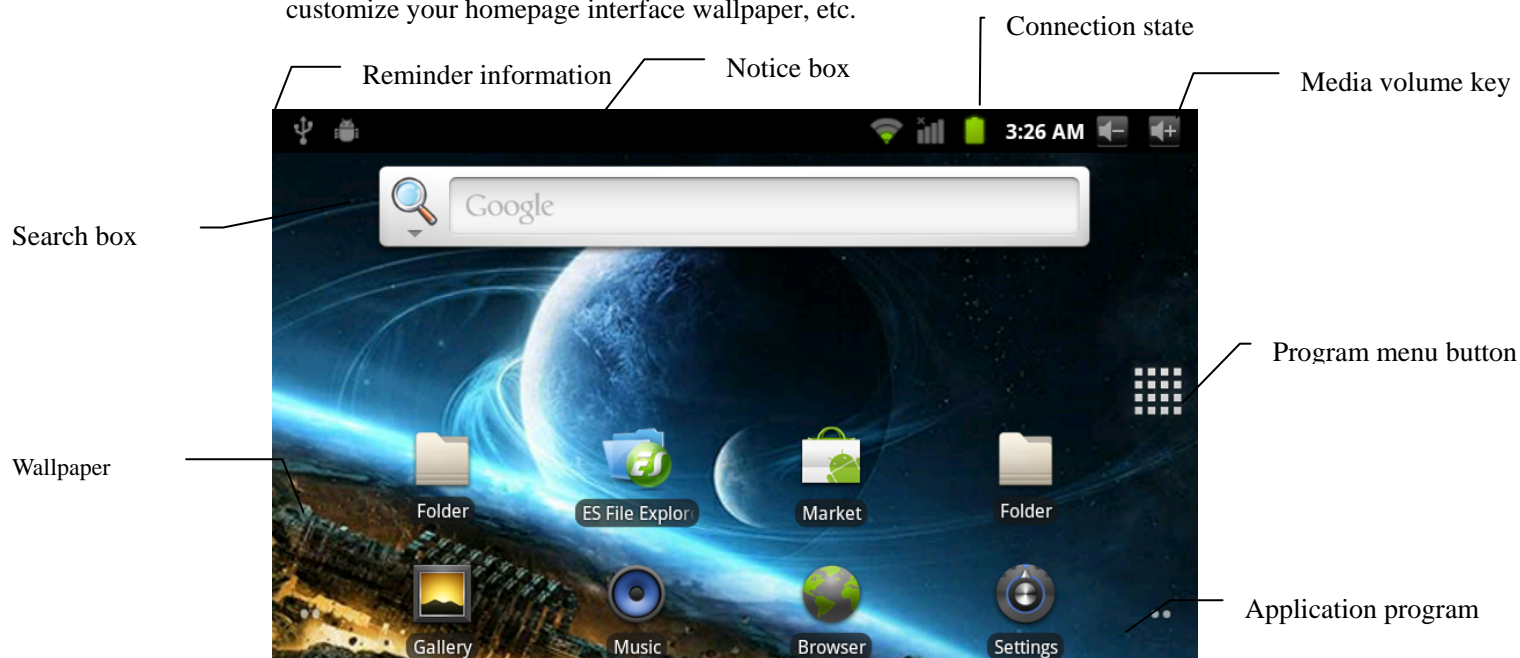 customize your homepage interface wallpaper, etc.
Connection state
Reminder information
Notice box
Media volume key
3:26 AM
Google
Search box
Program menu button
Wallpaper
Folder
ES File Explor
Market
Folder
Application program
Gallery
Music
Browser
Settings